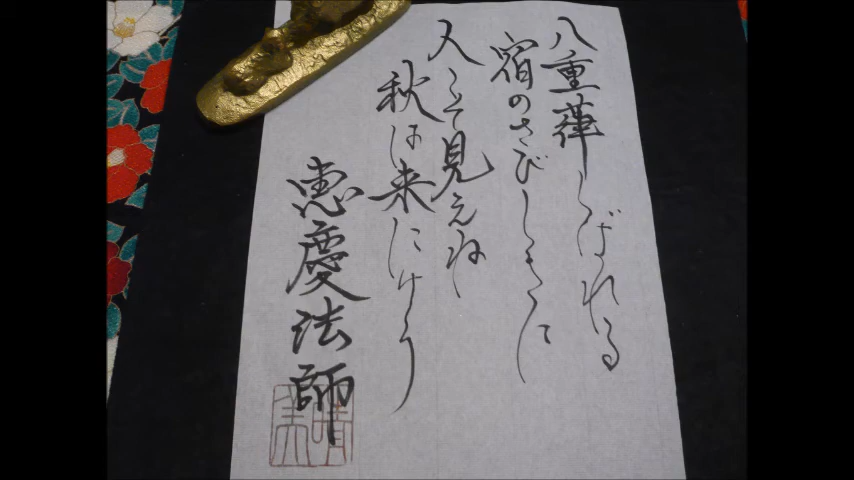 八重葎しげれる
宿のさびしきに
人こそ見えね
秋は来にけり
恵慶法師